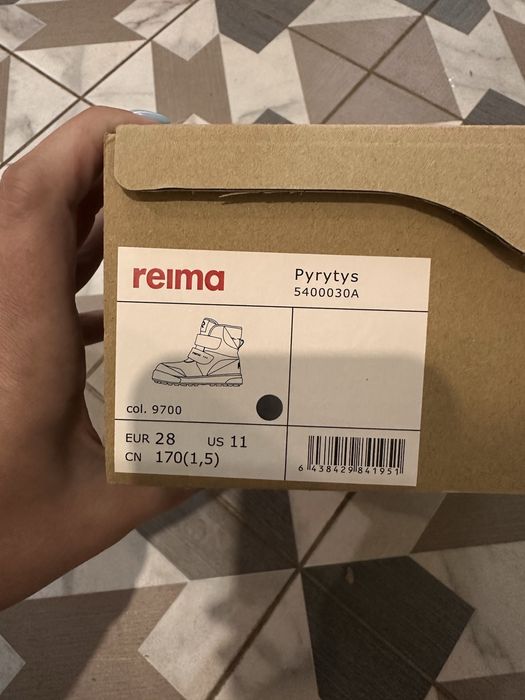 reima
Pyrytys
5400030A
col. 9700
EUR 28 US 11
CN 170(1,5)
6 438429 841951